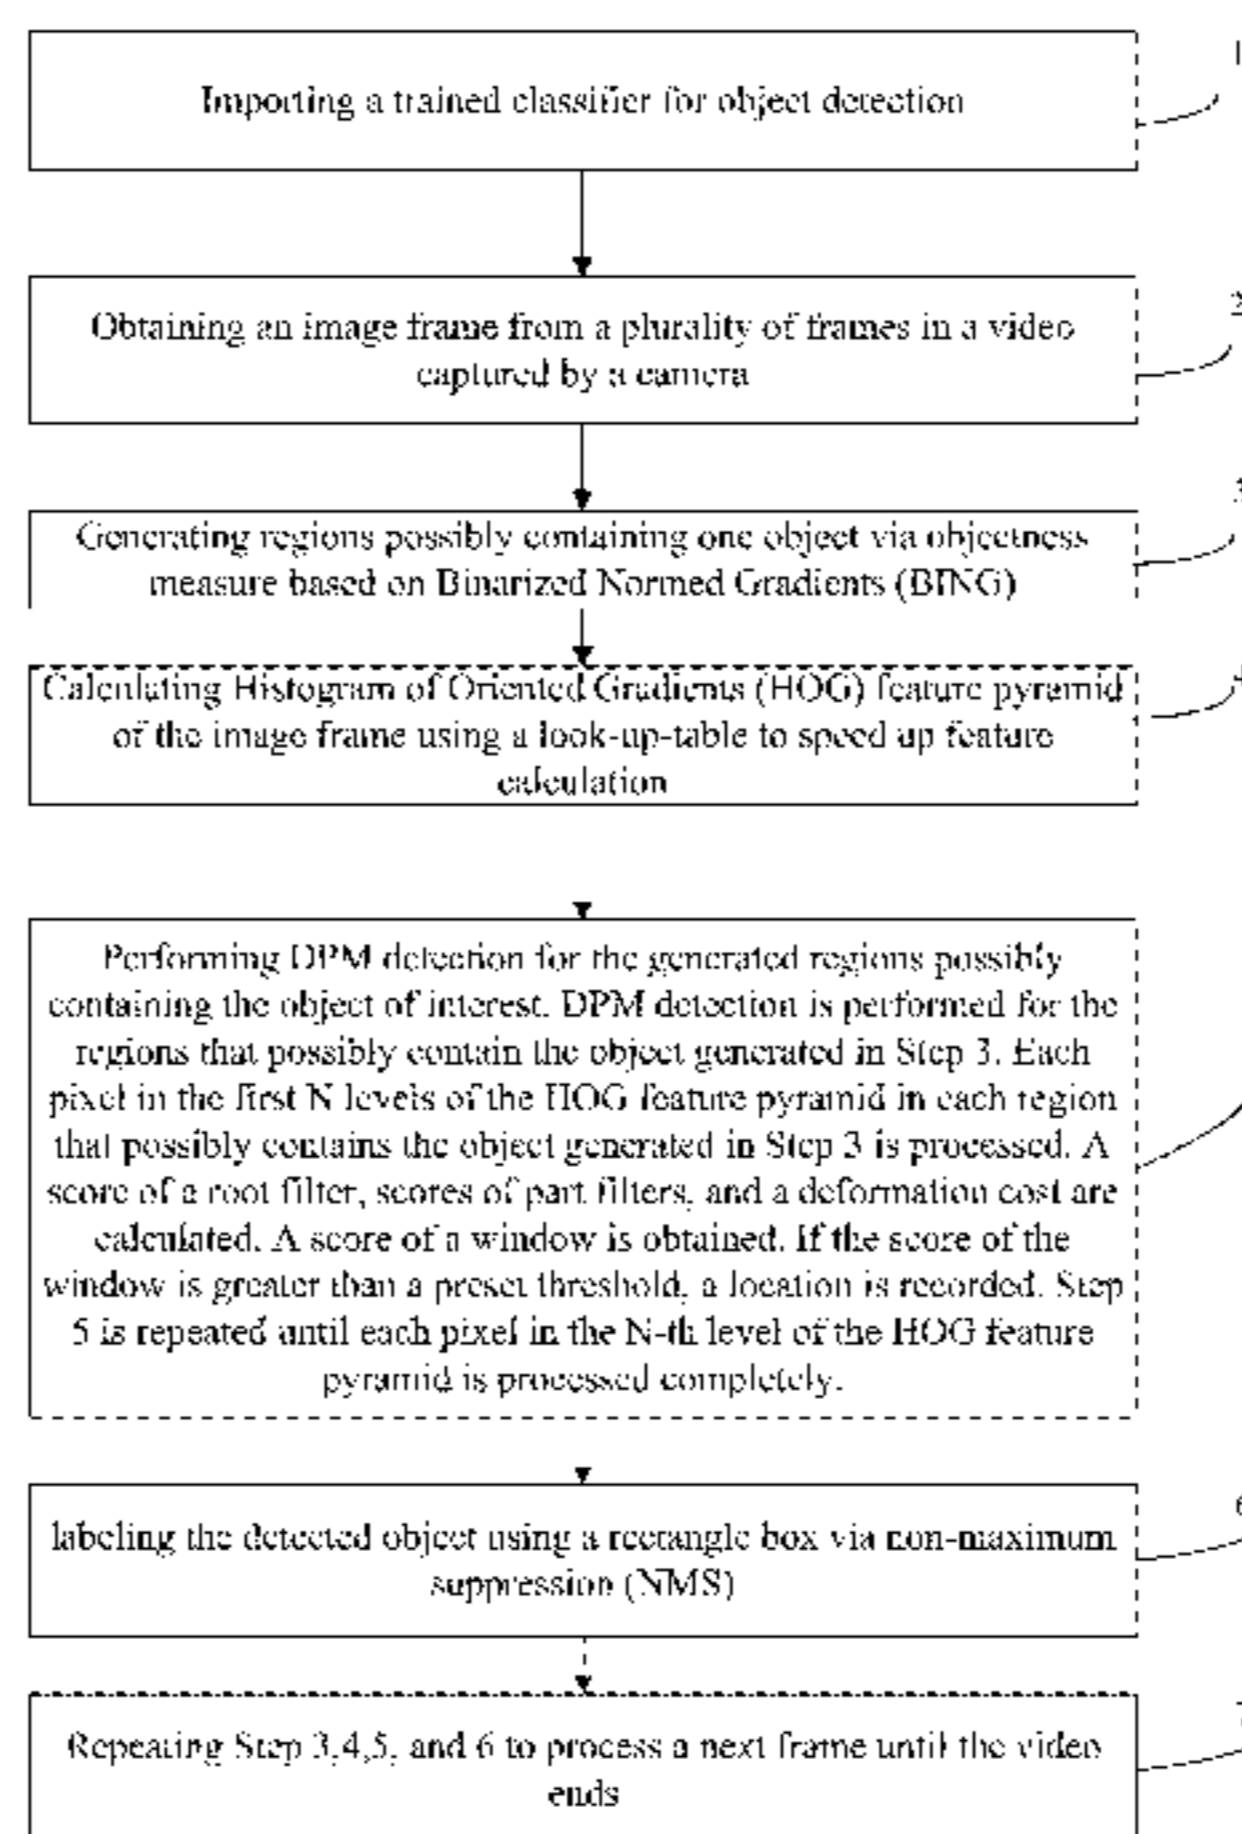 Importing a trained classifier for object detection
1
Obtaining an image frame from a plurality of frames in a video
captured by a camera
2
Generating regions possibly containing one object via objectness
measure based on Binarized Normed Gradients (BING)
3
Calculating Histogram of Oriented Gradients (HOG) feature pyramid
of the image frame using a look-up-table to speed up feature
calculation
4
Performing DPM detection for the generated regions possibly
containing the object of interest. DPM detection is performed for the
regions that possibly contain the object generated in Step 3. Each
pixel in the first N levels of the HOG feature pyramid in each region
that possibly contains the object generated in Step 3 is processed. A
score of a root filter, scores of part filters, and a deformation cost are
calculated. A score of a window is obtained. If the score of the
window is greater than a preset threshold, a location is recorded. Step
5 is repeated until each pixel in the N-th level of the HOG feature
pyramid is processed completely.
labeling the detected object using a rectangle box via non-maximum
suppression (NMS)
6
Repeating Step 3,4,5, and 6 to process a next frame until the video
ends
7